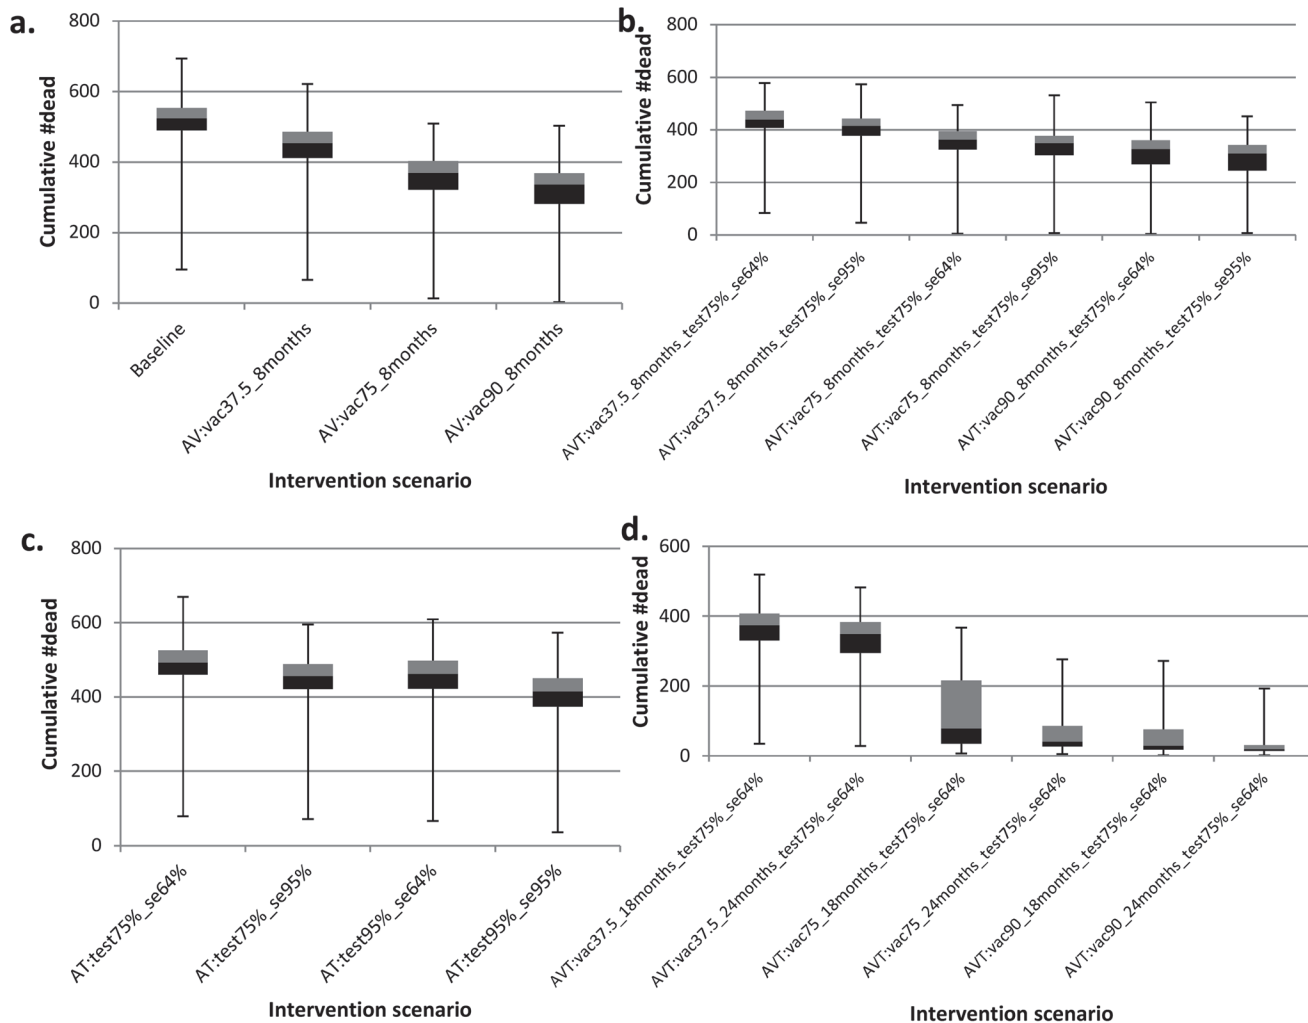 a.
Cumulative #dead
800
600
400
200
0
Baseline
AV:vac37.5_8months
AV:vac75_8months
AV:vac90_8months
Intervention scenario
b.
Cumulative #dead
800
600
400
200
0
AVT:vac37.5_8months_test75%_se64%
AVT:vac37.5_8months_test75%_se95%
AVT:vac75_8months_test75%_se64%
AVT:vac75_8months_test75%_se95%
AVT:vac90_8months_test75%_se64%
AVT:vac90_8months_test75%_se95%
Intervention scenario
c.
Cumulative #dead
800
600
400
200
0
AT:test75%_se64%
AT:test75%_se95%
AT:test95%_se64%
AT:test95%_se95%
Intervention scenario
d.
Cumulative #dead
600
400
200
0
AVT:vac37.5_18months_test75%_se64%
AVT:vac37.5_24months_test75%_se64%
AVT:vac75_18months_test75%_se64%
AVT:vac75_24months_test75%_se64%
AVT:vac90_18months_test75%_se64%
AVT:vac90_24months_test75%_se64%
Intervention scenario